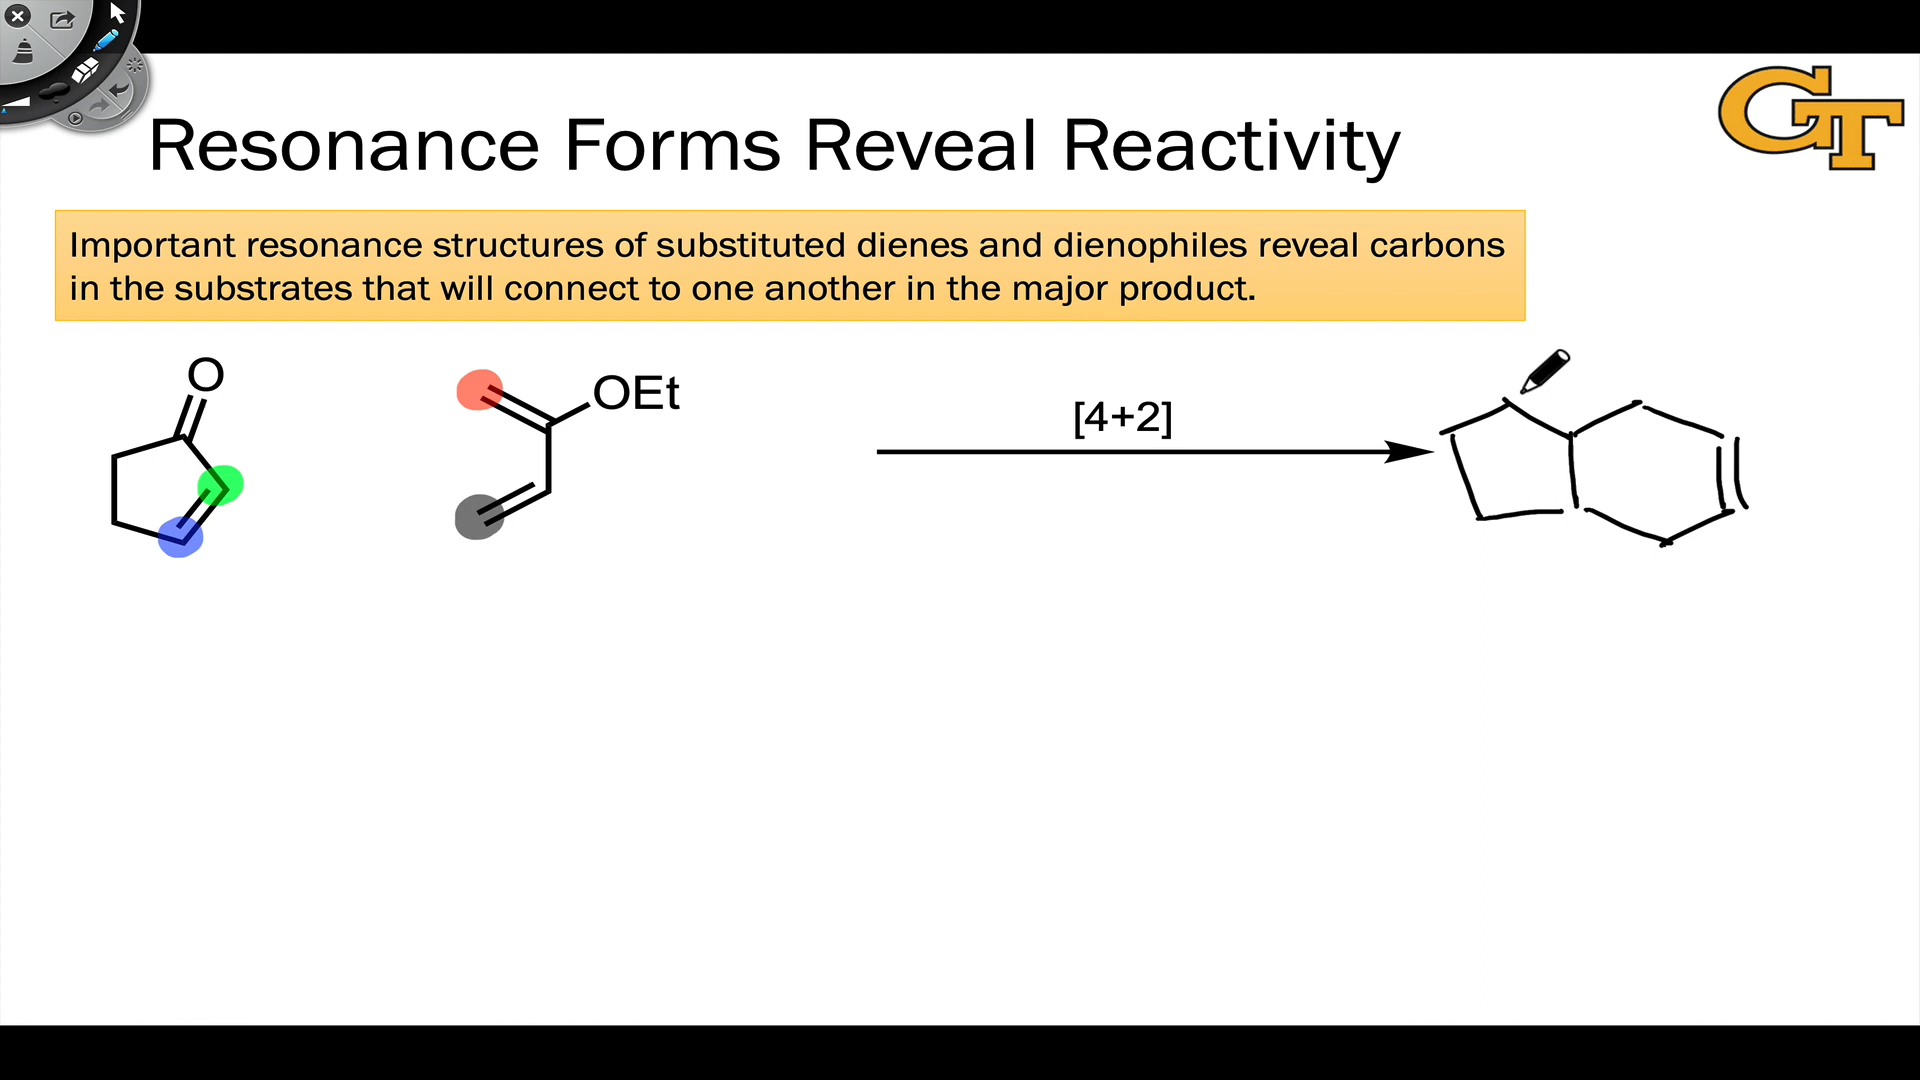 GT
Resonance Forms Reveal Reactivity
Important resonance structures of substituted dienes and dienophiles reveal carbons
in the substrates that will connect to one another in the major product.
O
OEt
[4+2]